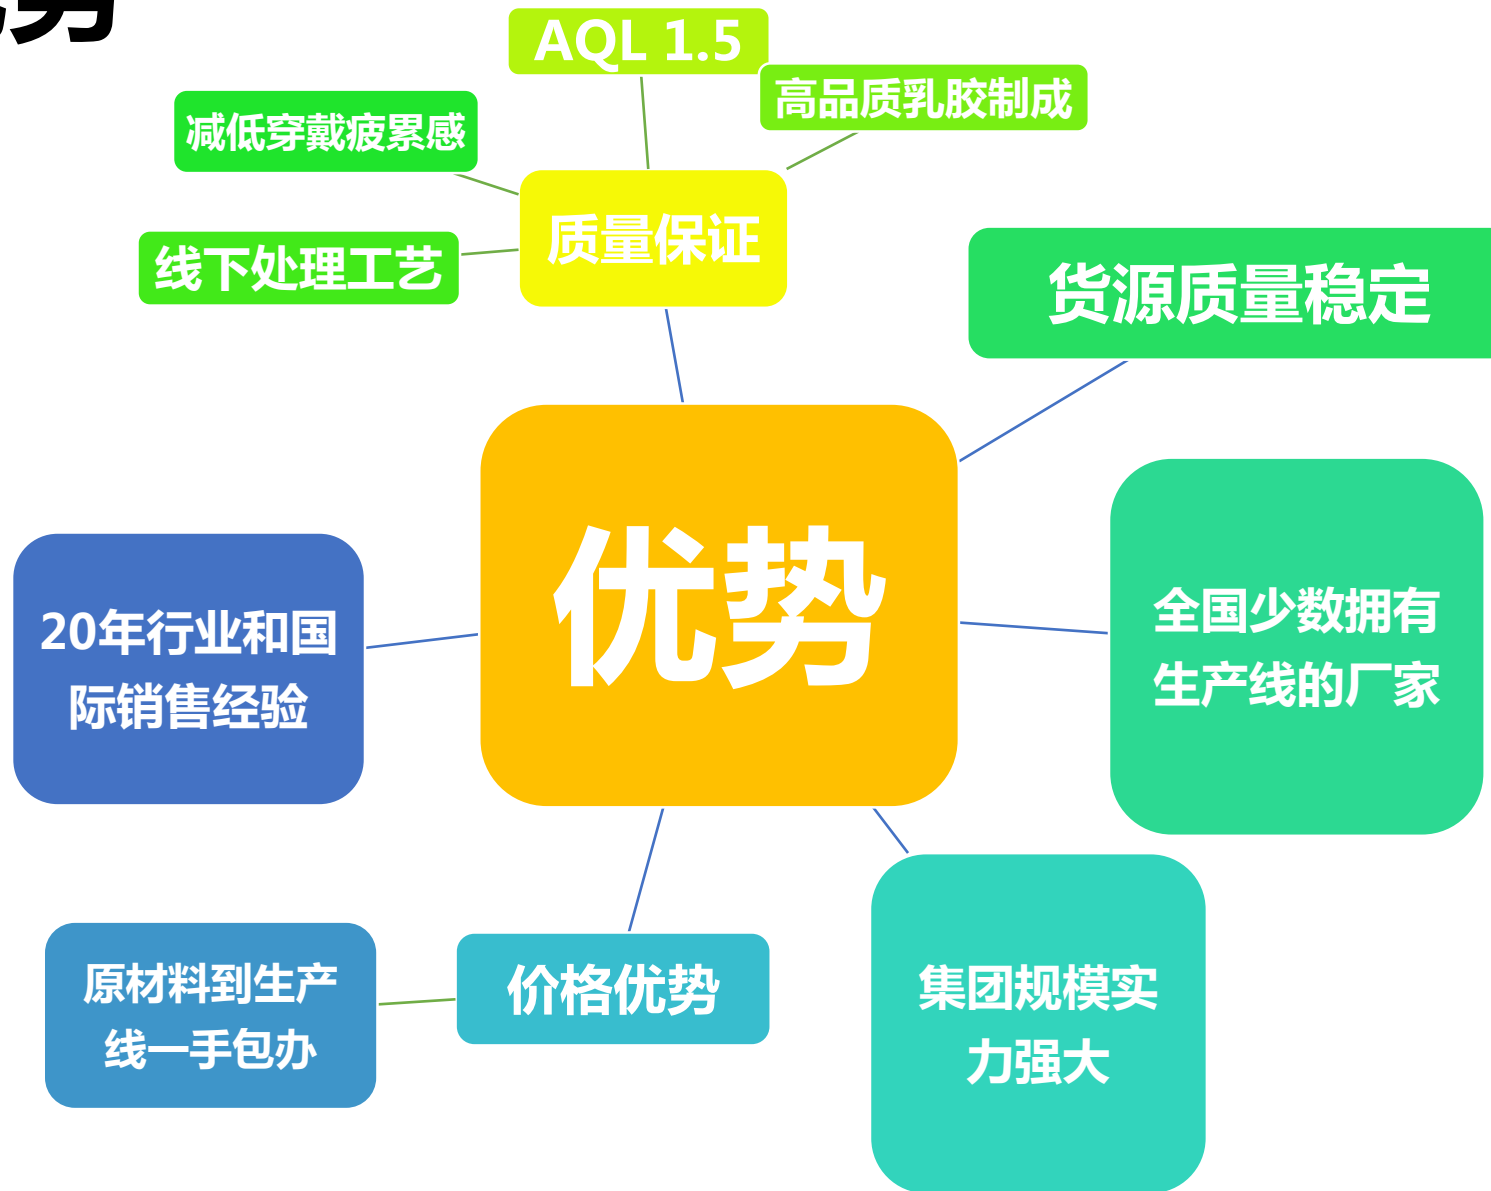 势
AQL 1.5
高品质乳胶制成
减低穿戴疲累感
质量保证
线下处理工艺
货源质量稳定
优势
全国少数拥有
生产线的厂家
20年行业和国
际销售经验
原材料到生产
线一手包办
价格优势
集团规模实
力强大